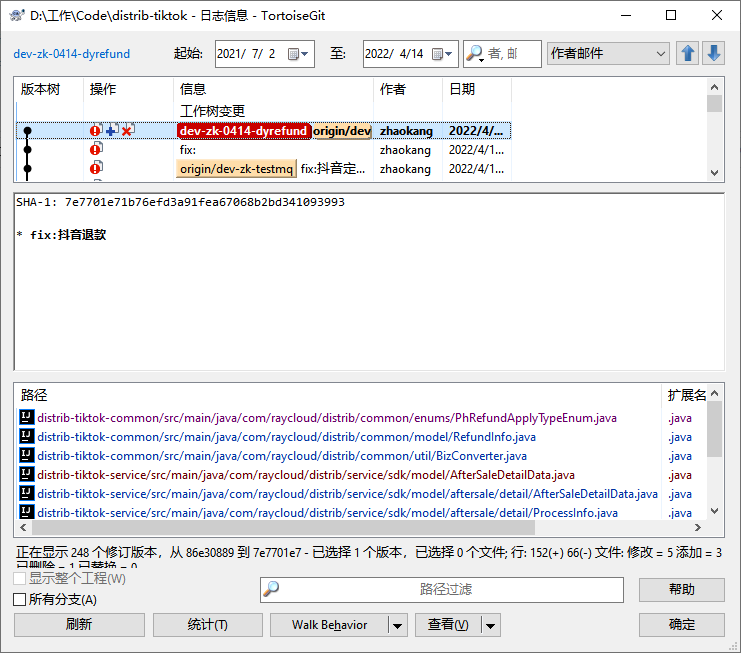 D:\工作\Code\distrib-tiktok - 日志信息 - TortoiseGit
dev-zk-0414-dyrefund 起始: 2021/ 7/ 2 至: 2022/ 4/14 者, 邮 作者邮件
版本树 操作 信息 作者 日期
工作树变更
dev-zk-0414-dyrefund origin/dev zhaokang 2022/4/...
fix: zhaokang 2022/4/1...
origin/dev-zk-testmq fix:抖音定... zhaokang 2022/4/1...
SHA-1: 7e7701e71b76efd3a91fea67068b2bd341093993
* fix:抖音退款
路径 扩展名
distrib-tiktok-common/src/main/java/com/raycloud/distrib/common/enums/PhRefundApplyTypeEnum.java .java
distrib-tiktok-common/src/main/java/com/raycloud/distrib/common/model/RefundInfo.java .java
distrib-tiktok-common/src/main/java/com/raycloud/distrib/common/util/BizConverter.java .java
distrib-tiktok-service/src/main/java/com/raycloud/distrib/service/sdk/model/AfterSaleDetailData.java .java
distrib-tiktok-service/src/main/java/com/raycloud/distrib/service/sdk/model/aftersale/detail/AfterSaleDetailData.java .java
distrib-tiktok-service/src/main/java/com/raycloud/distrib/service/sdk/model/aftersale/detail/ProcessInfo.java .java
正在显示 248 个修订版本，从 86e30889 到 7e7701e7 - 已选择 1 个版本，已选择 0 个文件; 行: 152(+) 66(-) 文件: 修改 = 5 添加 = 3
已删除 = 1 已替换 = 0
显示整个工程(W)
路径过滤 帮助
所有分支(A)
刷新 统计(T) Walk Behavior 查看(V) 确定